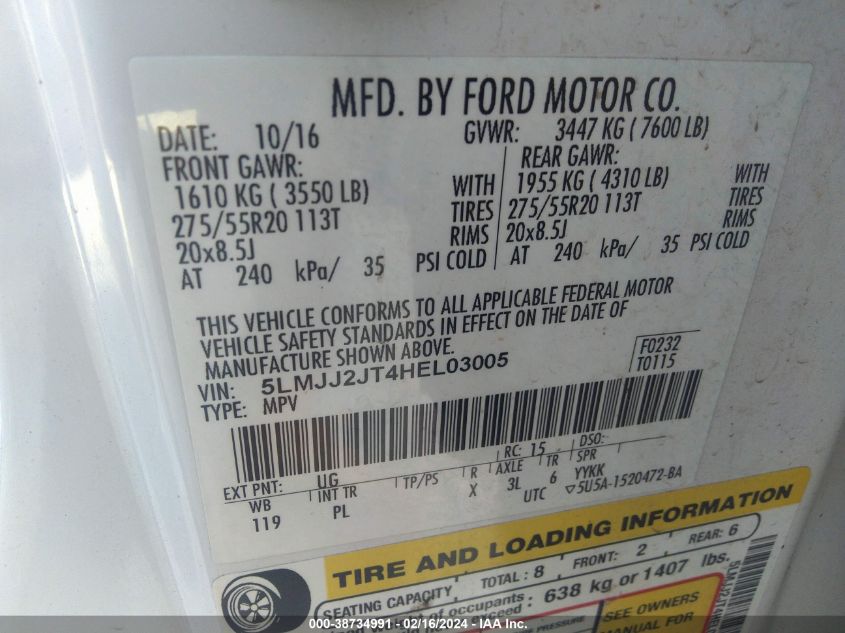 MFD. BY FORD MOTOR CO.
DATE: 10/16 GVWR: 3447 KG ( 7600 LB)
FRONT GAWR: REAR GAWR:
1610 KG ( 3550 LB) WITH 1955 KG ( 4310 LB) WITH
275/55R20 113T TIRES 275/55R20 113T TIRES
20x8.5J RIMS 20x8.5J RIMS
AT 240 kPa/ 35 PSI COLD AT 240 kPa/ 35 PSI COLD
THIS VEHICLE CONFORMS TO ALL APPLICABLE FEDERAL MOTOR
VEHICLE SAFETY STANDARDS IN EFFECT ON THE DATE OF
MANUFACTURE SHOWN ABOVE.
VIN: 5LMJJ2JT4HEL03005 F0232
TYPE: MPV T0115
EXT PNT: UG RC: 15 DSO:
WB INT TR TP/PS R AXLE TR SPR
119 PL X 3L 6 YYKK
UTC ▽5U5A-1520472-BA
TIRE AND LOADING INFORMATION
SEATING CAPACITY TOTAL: 8 FRONT: 2 REAR: 6
of occupants : 638 kg or 1407 lbs.
exceed :
SEE OWNERS
MANUAL FOR
000-38734991 - 02/16/2024 - IAA Inc.